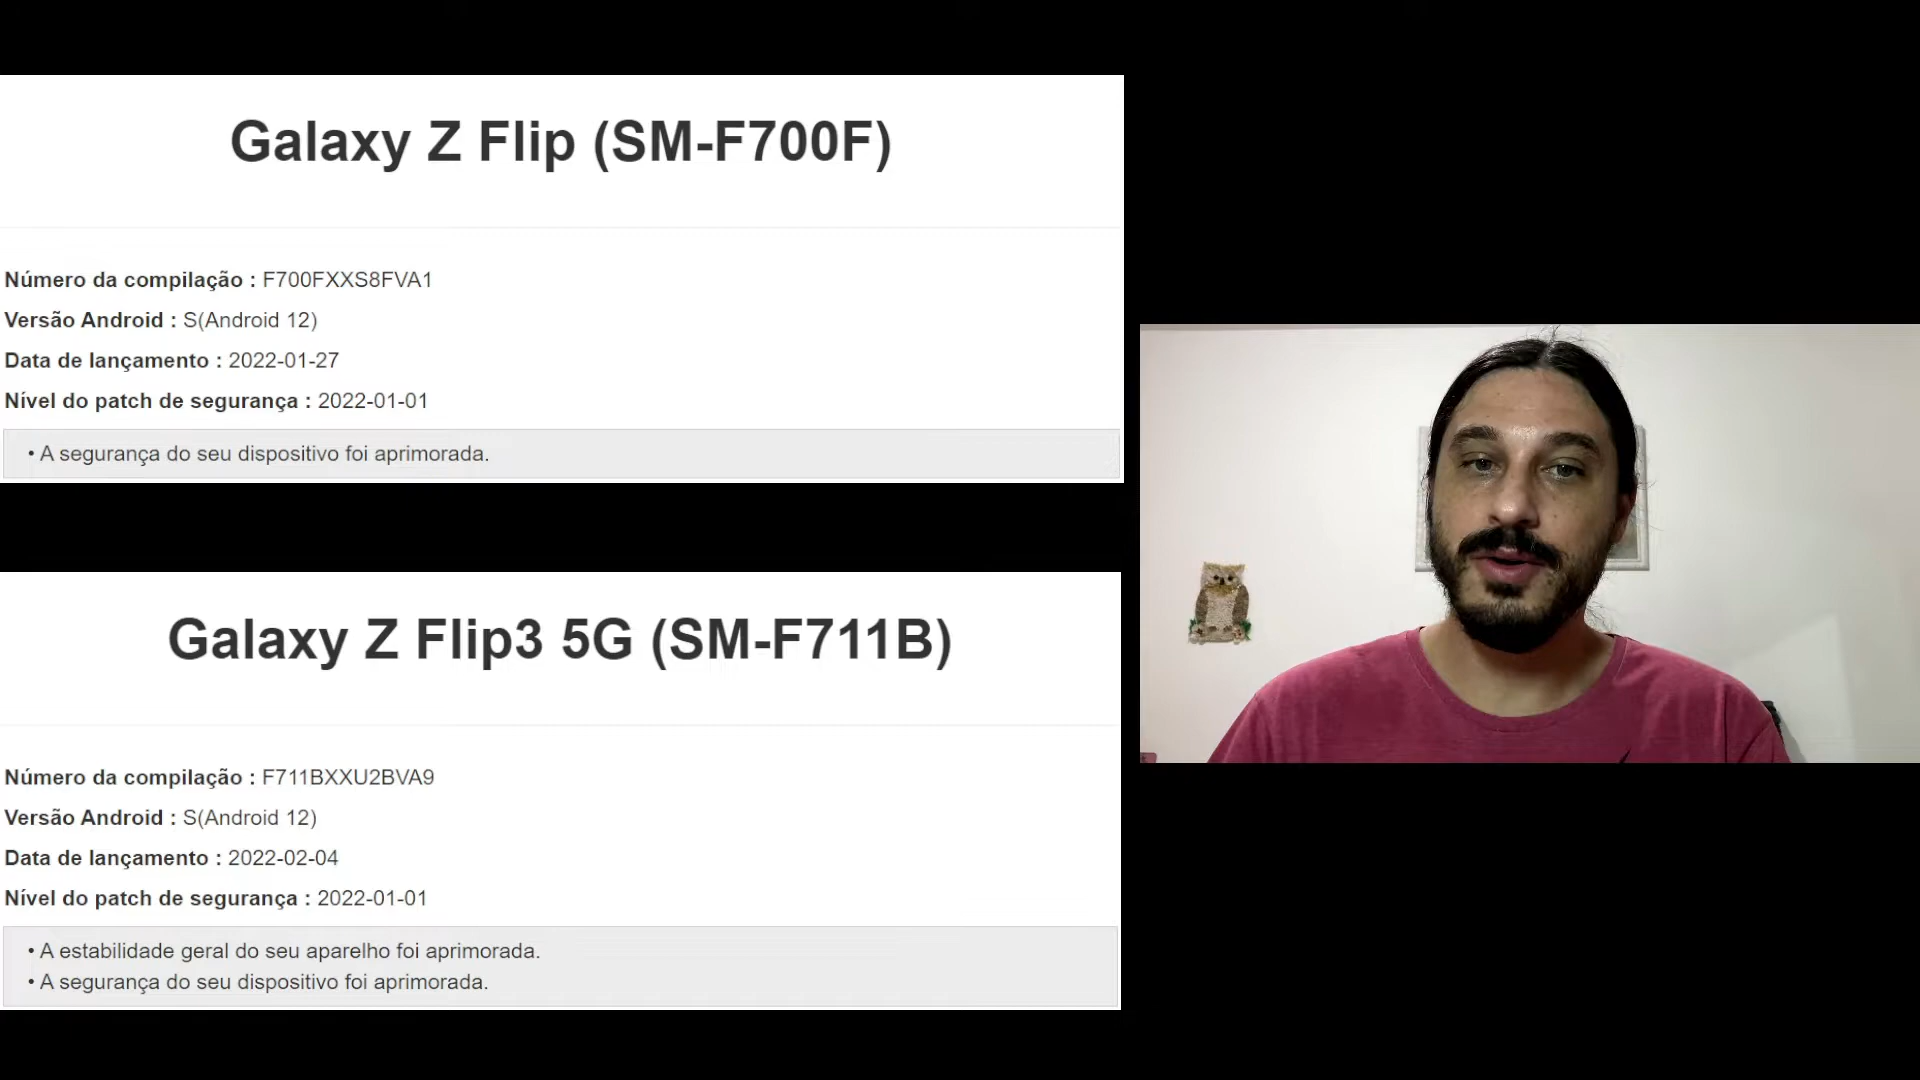 Galaxy Z Flip (SM-F700F)
Número da compilação : F700FXXS8FVA1
Versão Android : S(Android 12)
Data de lançamento : 2022-01-27
Nível do patch de segurança : 2022-01-01
• A segurança do seu dispositivo foi aprimorada.
Galaxy Z Flip3 5G (SM-F711B)
Número da compilação : F711BXXU2BVA9
Versão Android : S(Android 12)
Data de lançamento : 2022-02-04
Nível do patch de segurança : 2022-01-01
• A estabilidade geral do seu aparelho foi aprimorada.
• A segurança do seu dispositivo foi aprimorada.